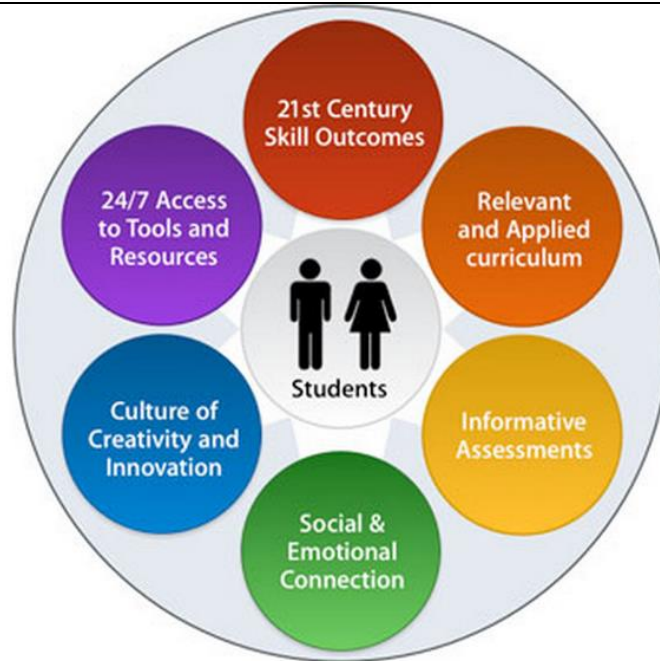 21st Century
Skill Outcomes
Relevant
and Applied
curriculum
Informative
Assessments
Social &
Emotional
Connection
Culture of
Creativity and
Innovation
24/7 Access
to Tools and
Resources
Students